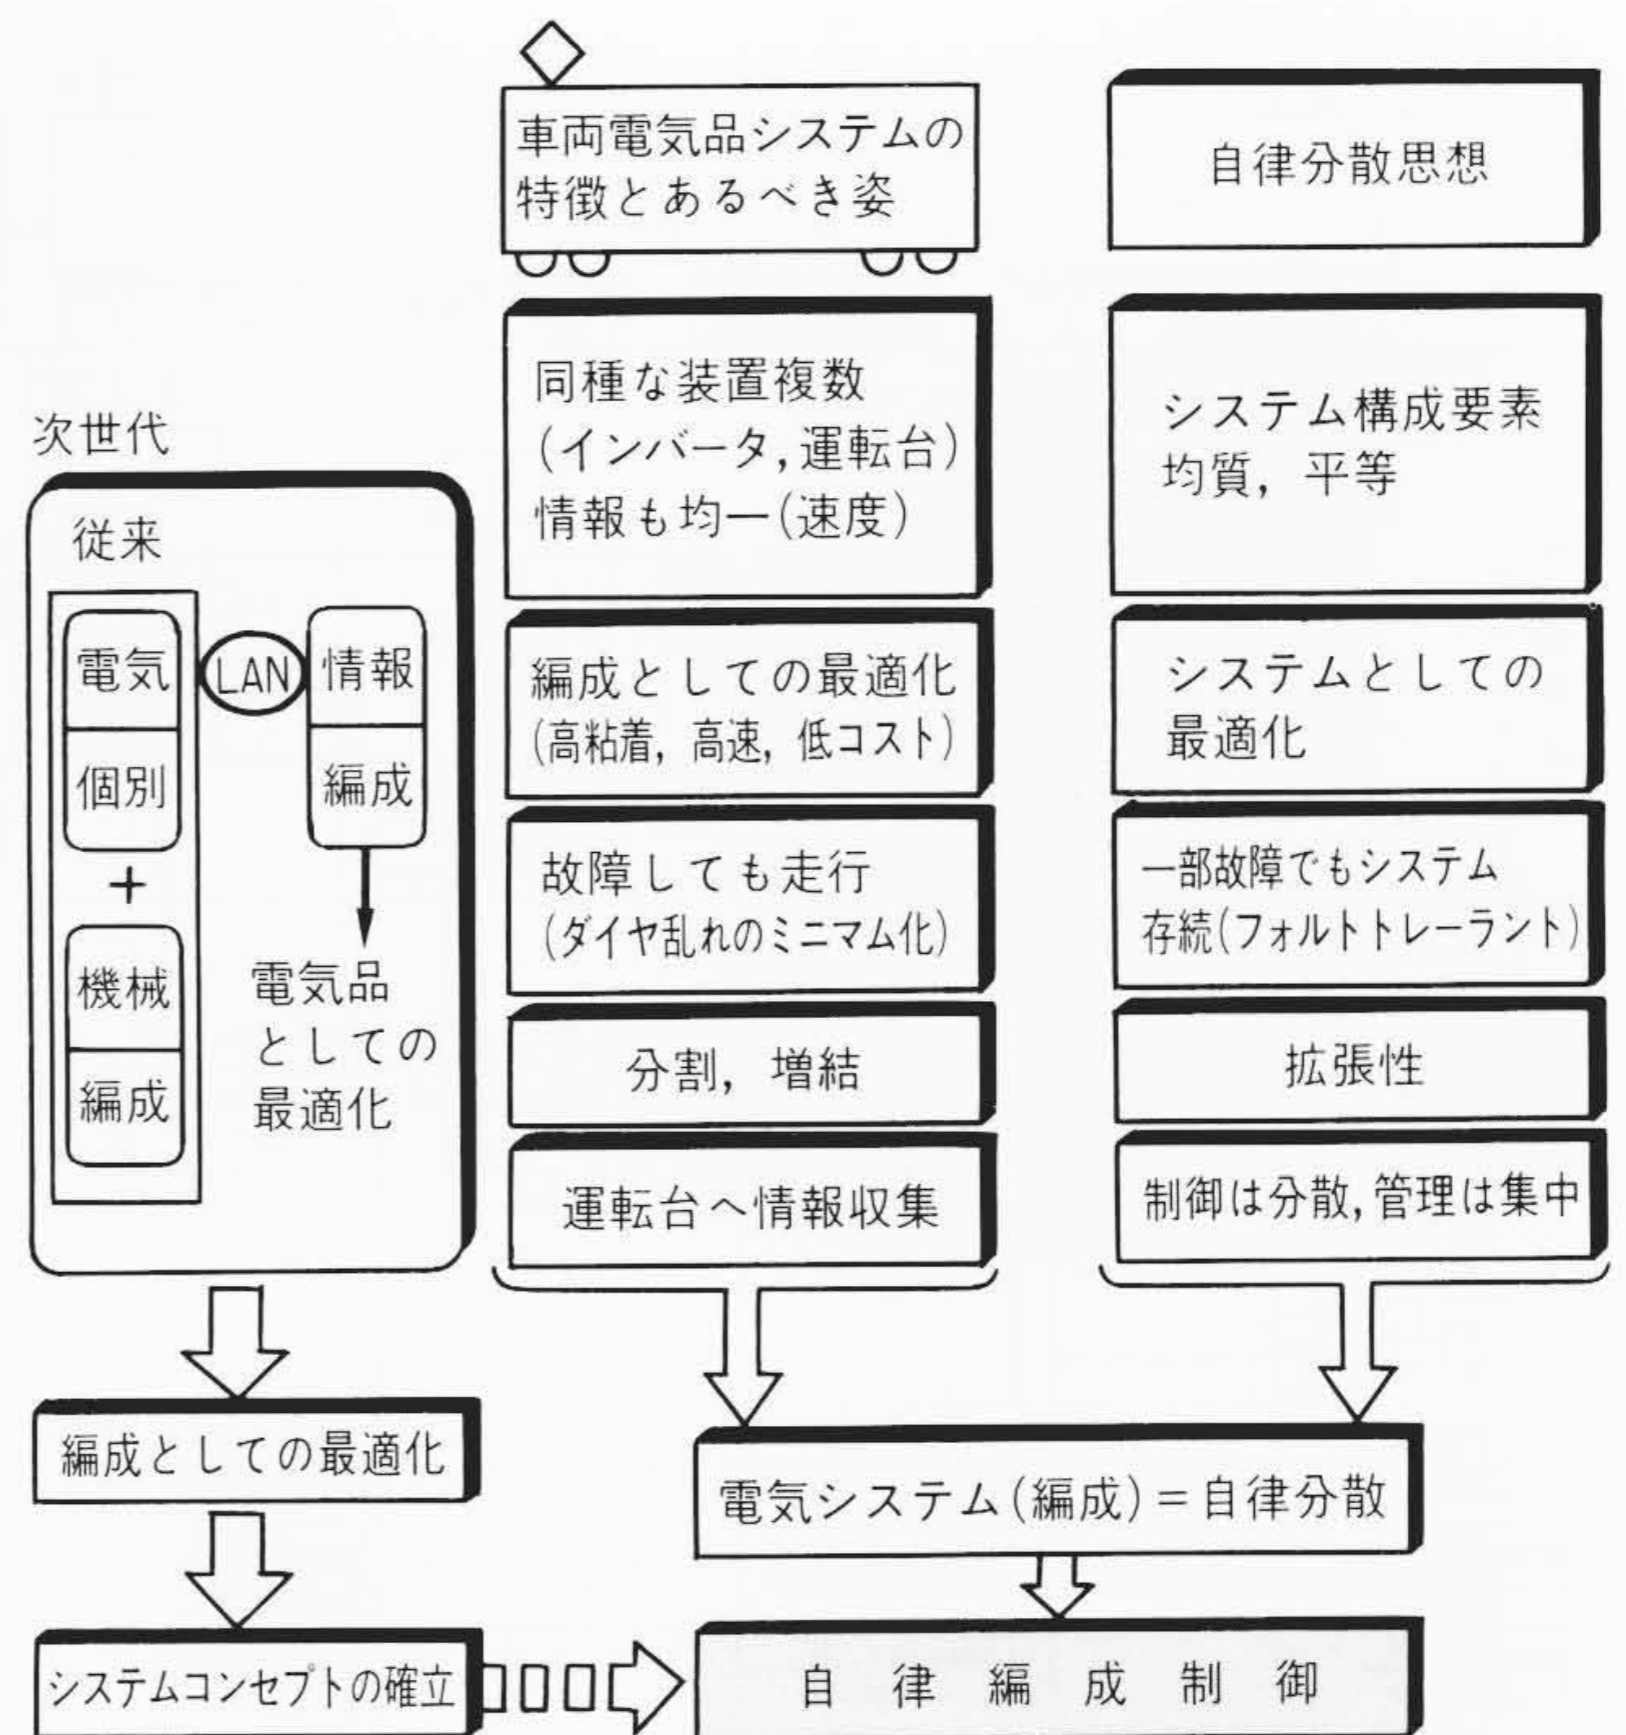 車両電気品システムの
特徴とあるべき姿
自律分散思想
同種な装置複数
(インバータ,運転台)
情報も均一(速度)
システム構成要素
均質,平等
編成としての最適化
(高粘着,高速,低コスト)
システムとしての
最適化
故障しても走行
(ダイヤ乱れのミニマム化)
一部故障でもシステム
存続(フォルトトレーラント)
分割,増結
拡張性
運転台へ情報収集
制御は分散,管理は集中
次世代
従来
電気
個別
+
機械
編成
LAN
情報
編成
電気品
としての
最適化
編成としての最適化
システムコンセプトの確立
電気システム(編成)=自律分散
自律編成制御